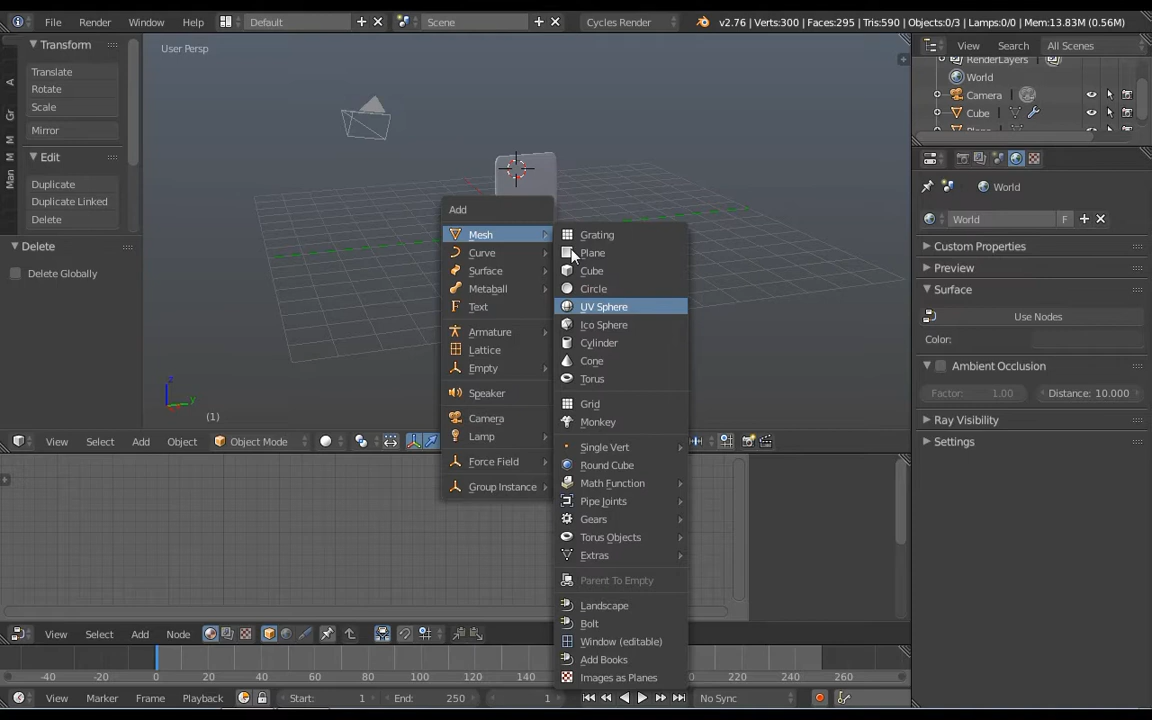 File Render Window Help Default Scene Cycles Render v2.76 | Verts:300 | Faces:295 | Tris:590 | Objects:0/3 | Lamps:0/0 | Mem:13.83M (0.56M)
Transform
Translate
Rotate
Scale
Mirror
Edit
Duplicate
Duplicate Linked
Delete
Delete
Delete Globally
A
Gr
M
M
Man
User Persp
(1)
Add
Mesh
Curve
Surface
Metaball
Text
Armature
Lattice
Empty
Speaker
Camera
Lamp
Force Field
Group Instance
Grating
Plane
Cube
Circle
UV Sphere
Ico Sphere
Cylinder
Cone
Torus
Grid
Monkey
Single Vert
Round Cube
Math Function
Pipe Joints
Gears
Torus Objects
Extras
Parent To Empty
Landscape
Bolt
Window (editable)
Add Books
Images as Planes
View Select Add Object Object Mode
View Select Add Node
-40 -20 0 20 40 60 80 100 120 140 220 240 260
View Marker Frame Playback Start: 1 End: 250 1 No Sync
View Search All Scenes
RenderLayers
World
Camera
Cube
World
World F
Custom Properties
Preview
Surface
Use Nodes
Color:
Ambient Occlusion
Factor: 1.00 Distance: 10.000
Ray Visibility
Settings